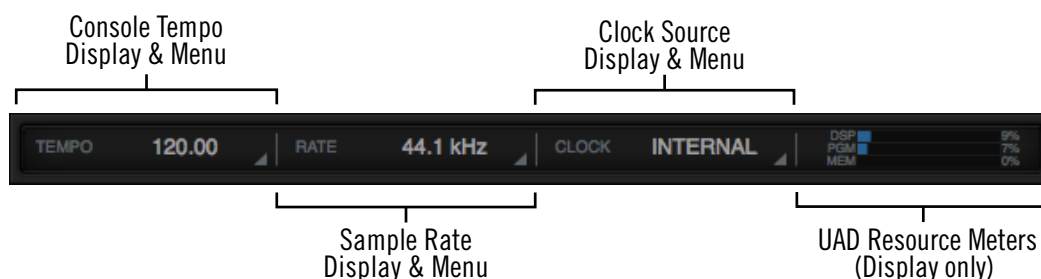 Console Tempo
Display & Menu
Clock Source
Display & Menu
TEMPO 120.00 RATE 44.1 kHz CLOCK INTERNAL
DSP 9%
PGM 7%
MEM 0%
Sample Rate
Display & Menu
UAD Resource Meters
(Display only)